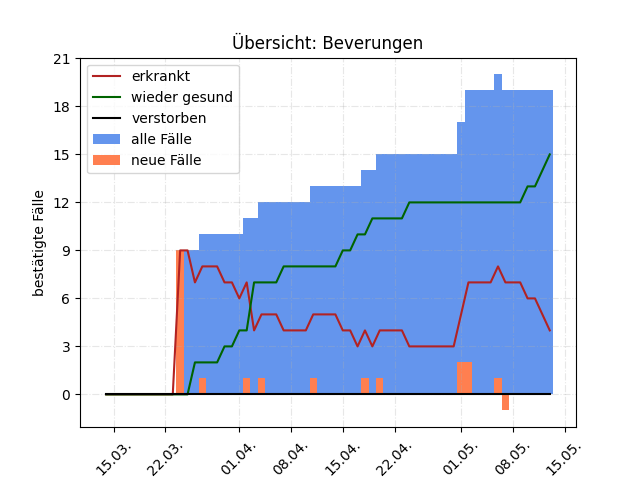 Übersicht: Beverungen
bestätigte Fälle
21
18
15
12
9
6
3
0
erkrankt
wieder gesund
verstorben
alle Fälle
neue Fälle
15.03. 22.03. 01.04. 08.04. 15.04. 22.04. 01.05. 08.05. 15.05.